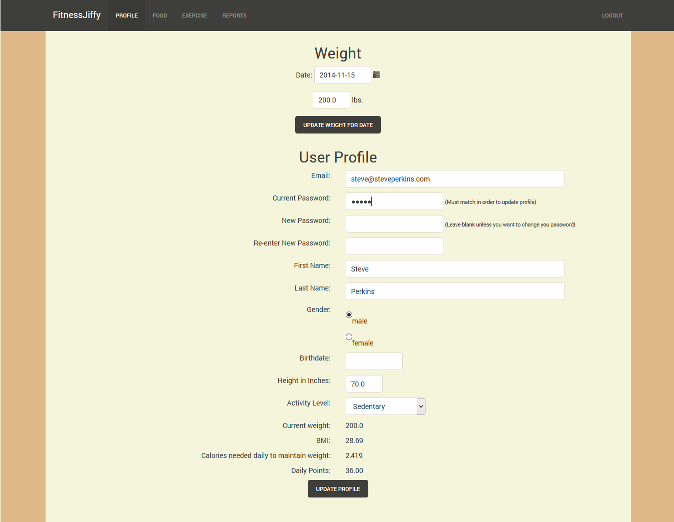 FitnessJiffy PROFILE FOOD EXERCISE REPORTS LOGOUT
Weight
Date: 2014-11-15
200.0 lbs.
UPDATE WEIGHT FOR DATE
User Profile
Email: steve@steveperkins.com
Current Password: ●●●●● (Must match in order to update profile)
New Password: (Leave blank unless you want to change you password)
Re-enter New Password:
First Name: Steve
Last Name: Perkins
Gender:
male
female
Birthdate:
Height in Inches: 70.0
Activity Level: Sedentary
Current weight: 200.0
BMI: 28.69
Calories needed daily to maintain weight: 2,419
Daily Points: 36.00
UPDATE PROFILE